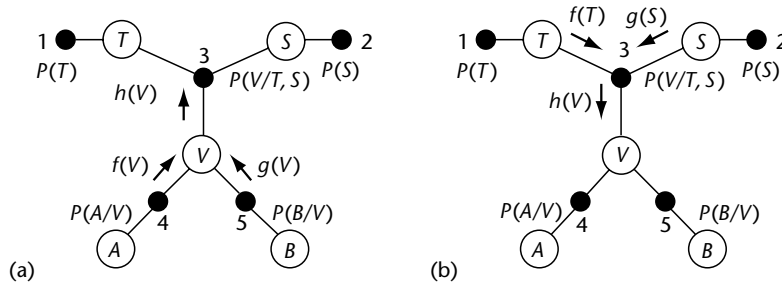 1 T 3 S 2
P(T) P(V/T, S) P(S)
h(V)
V
f(V) g(V)
P(A/V) 4 5 P(B/V)
A B
(a)
f(T) g(S)
1 T 3 S 2
P(T) P(V/T, S) P(S)
h(V)
V
P(A/V) 4 5 P(B/V)
A B
(b)